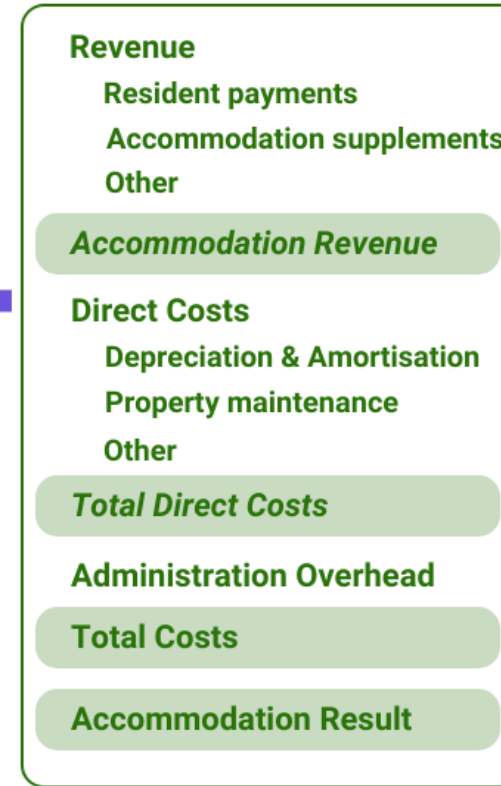 Revenue
Resident payments
Accommodation supplements
Other
Accommodation Revenue
Direct Costs
Depreciation & Amortisation
Property maintenance
Other
Total Direct Costs
Administration Overhead
Total Costs
Accommodation Result